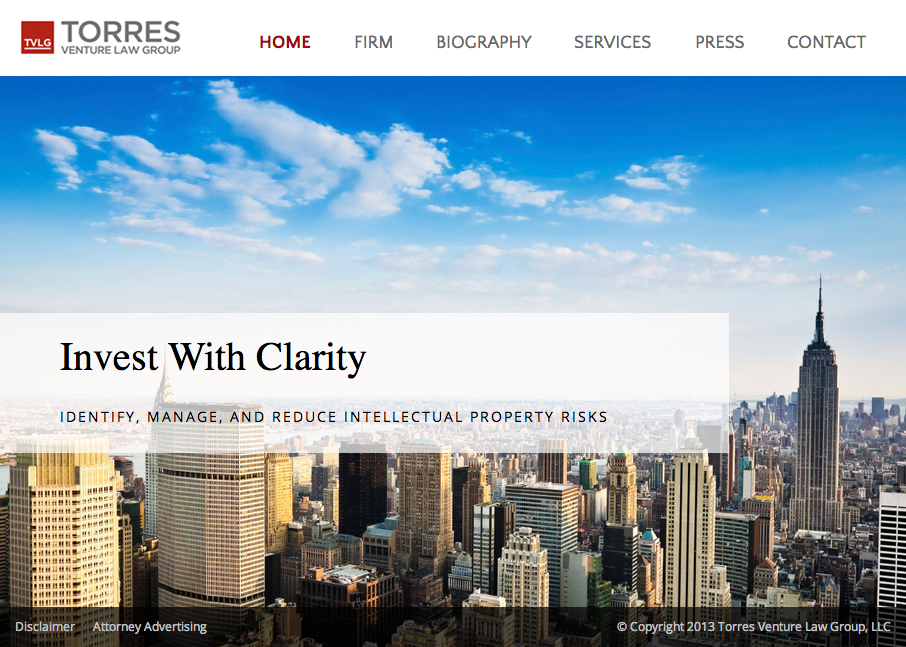 TVLG
TORRES
VENTURE LAW GROUP
HOME FIRM BIOGRAPHY SERVICES PRESS CONTACT
Invest With Clarity
IDENTIFY, MANAGE, AND REDUCE INTELLECTUAL PROPERTY RISKS
Disclaimer Attorney Advertising © Copyright 2013 Torres Venture Law Group, LLC